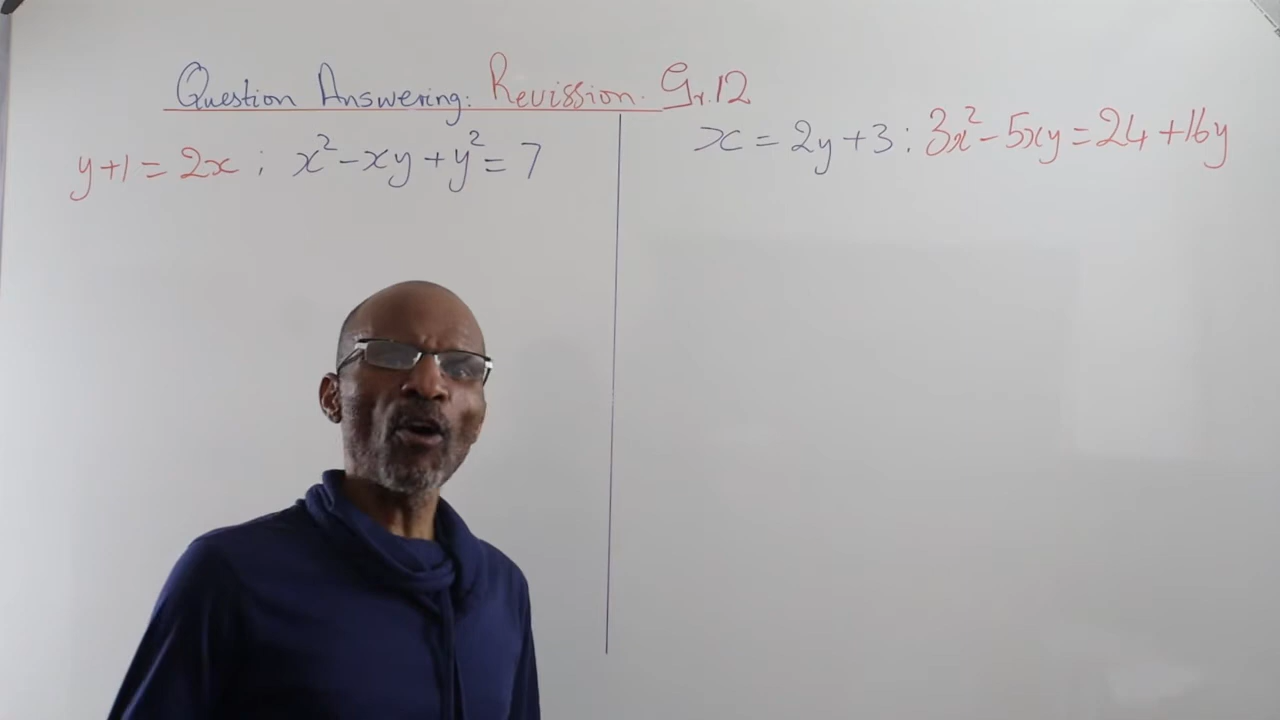 Question Answering: Revission. Gr.12
y+1 = 2x ; x² - xy + y² = 7
x = 2y + 3 ; 3x² - 5xy = 24 + 16y